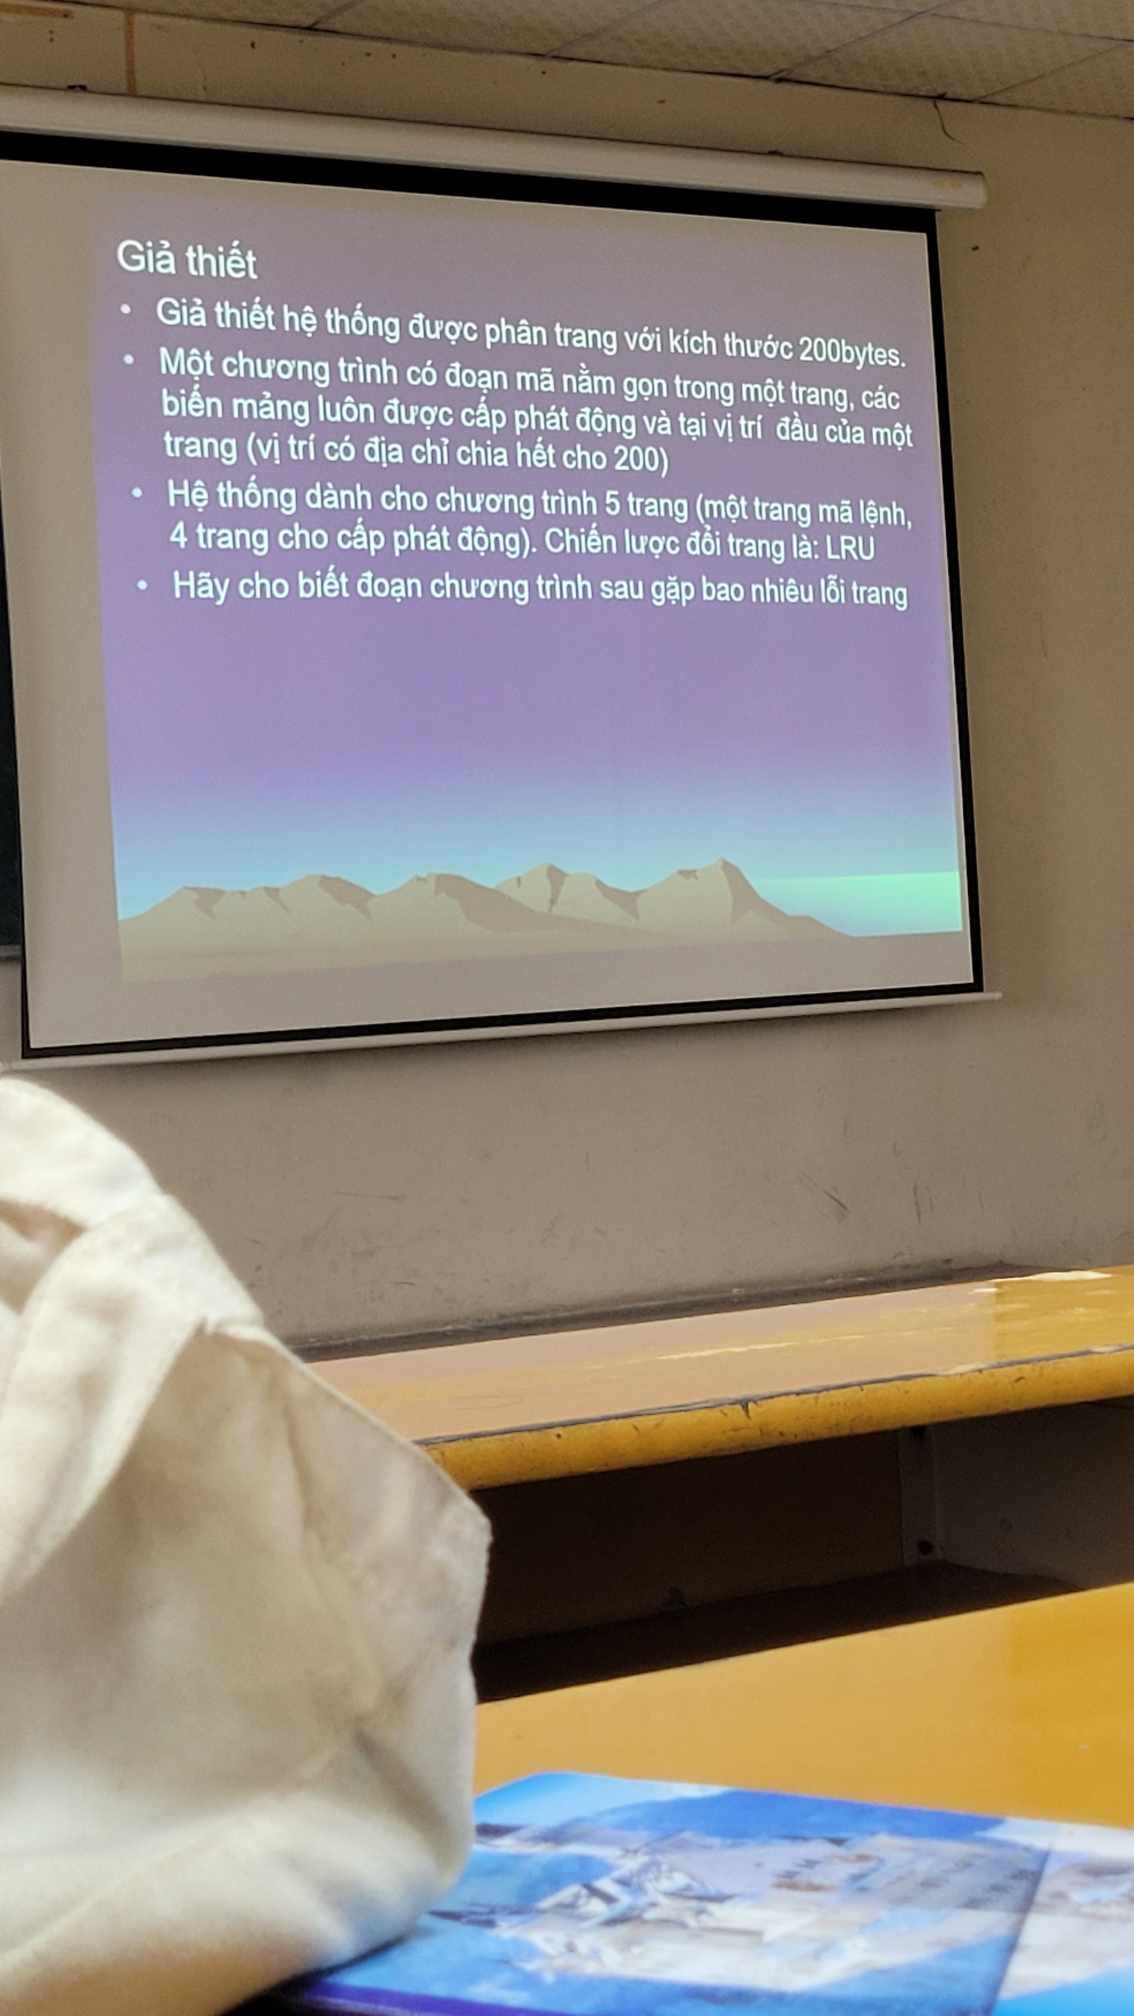 Giả thiết
• Giả thiết hệ thống được phân trang với kích thước 200bytes.
• Một chương trình có đoạn mã nằm gọn trong một trang, các
biến mảng luôn được cấp phát động và tại vị trí đầu của một
trang (vị trí có địa chỉ chia hết cho 200)
• Hệ thống dành cho chương trình 5 trang (một trang mã lệnh,
4 trang cho cấp phát động). Chiến lược đổi trang là: LRU
• Hãy cho biết đoạn chương trình sau gặp bao nhiêu lỗi trang